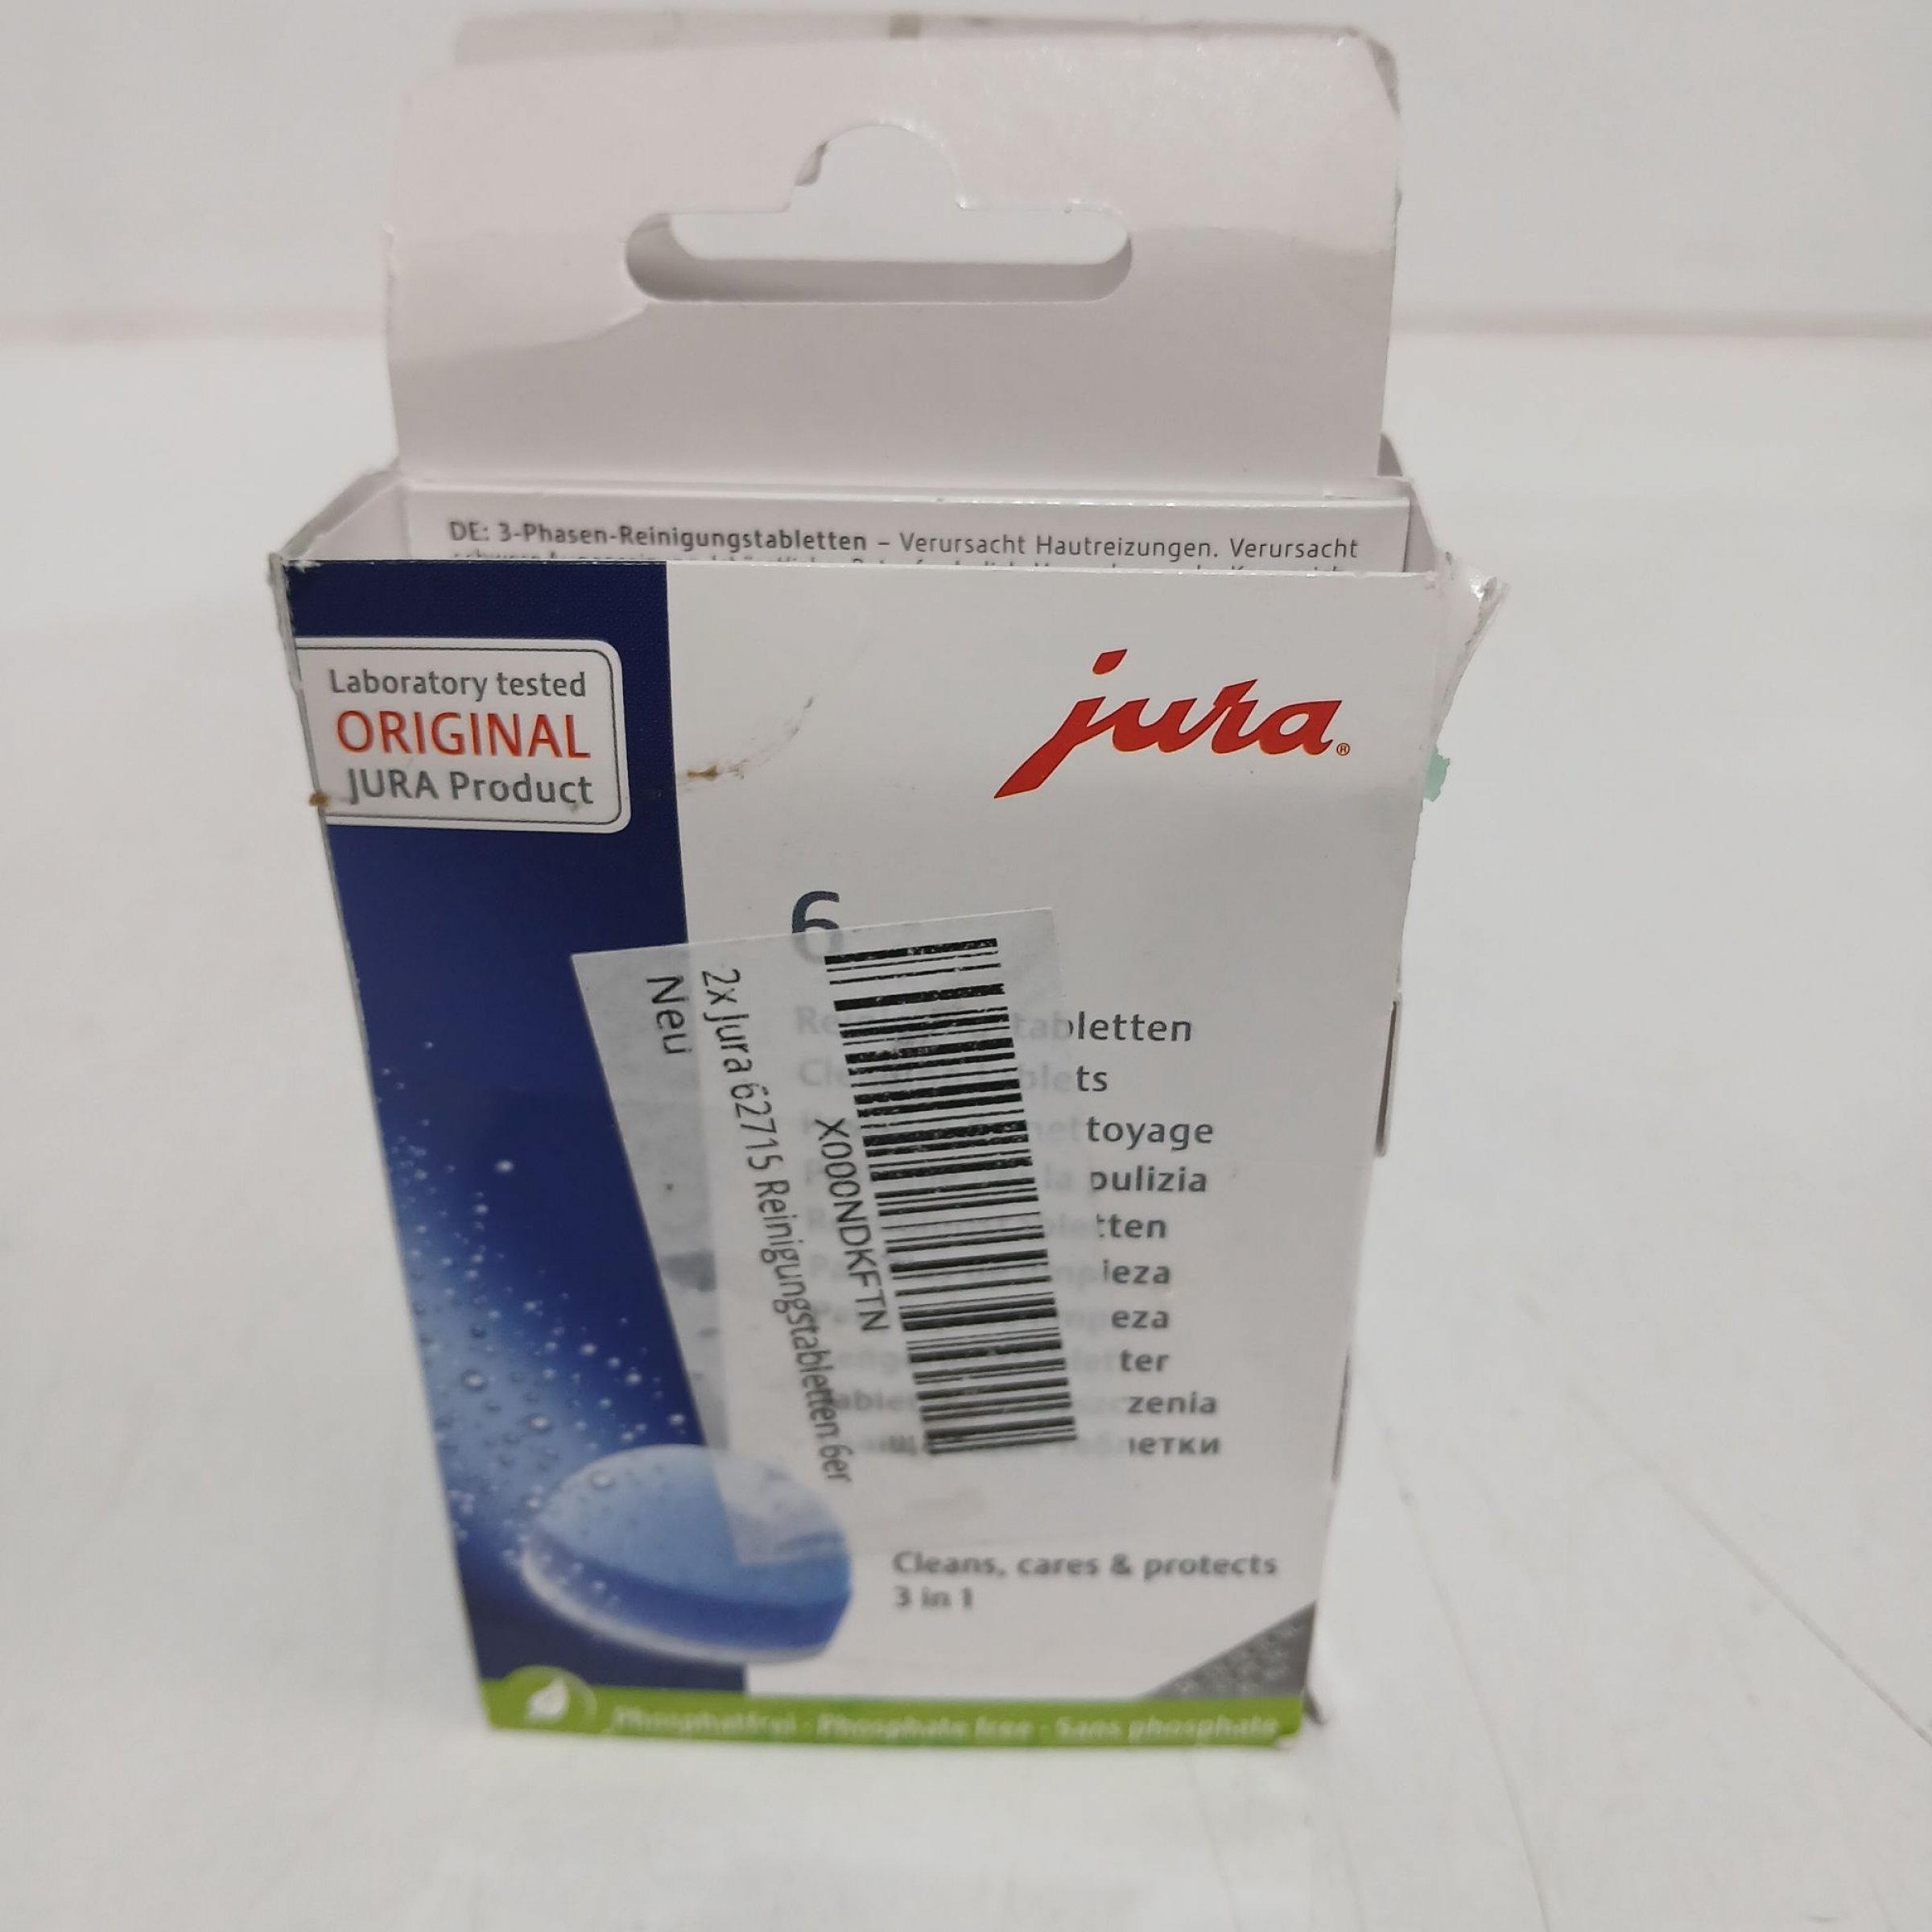 DE: 3-Phasen-Reinigungstabletten – Verursacht Hautreizungen. Verursacht
Laboratory tested
ORIGINAL
JURA Product
jura®
6
Neu
2x Jura 62715 Reinigungstabletten 6er
X000NDKFTN
bletten
ts
toyage
pulizia
tten
ieza
eza
ter
zenia
летки
Cleans, cares & protects
3 in 1
Phosphatfrei · Phosphate free · Sans phosphate